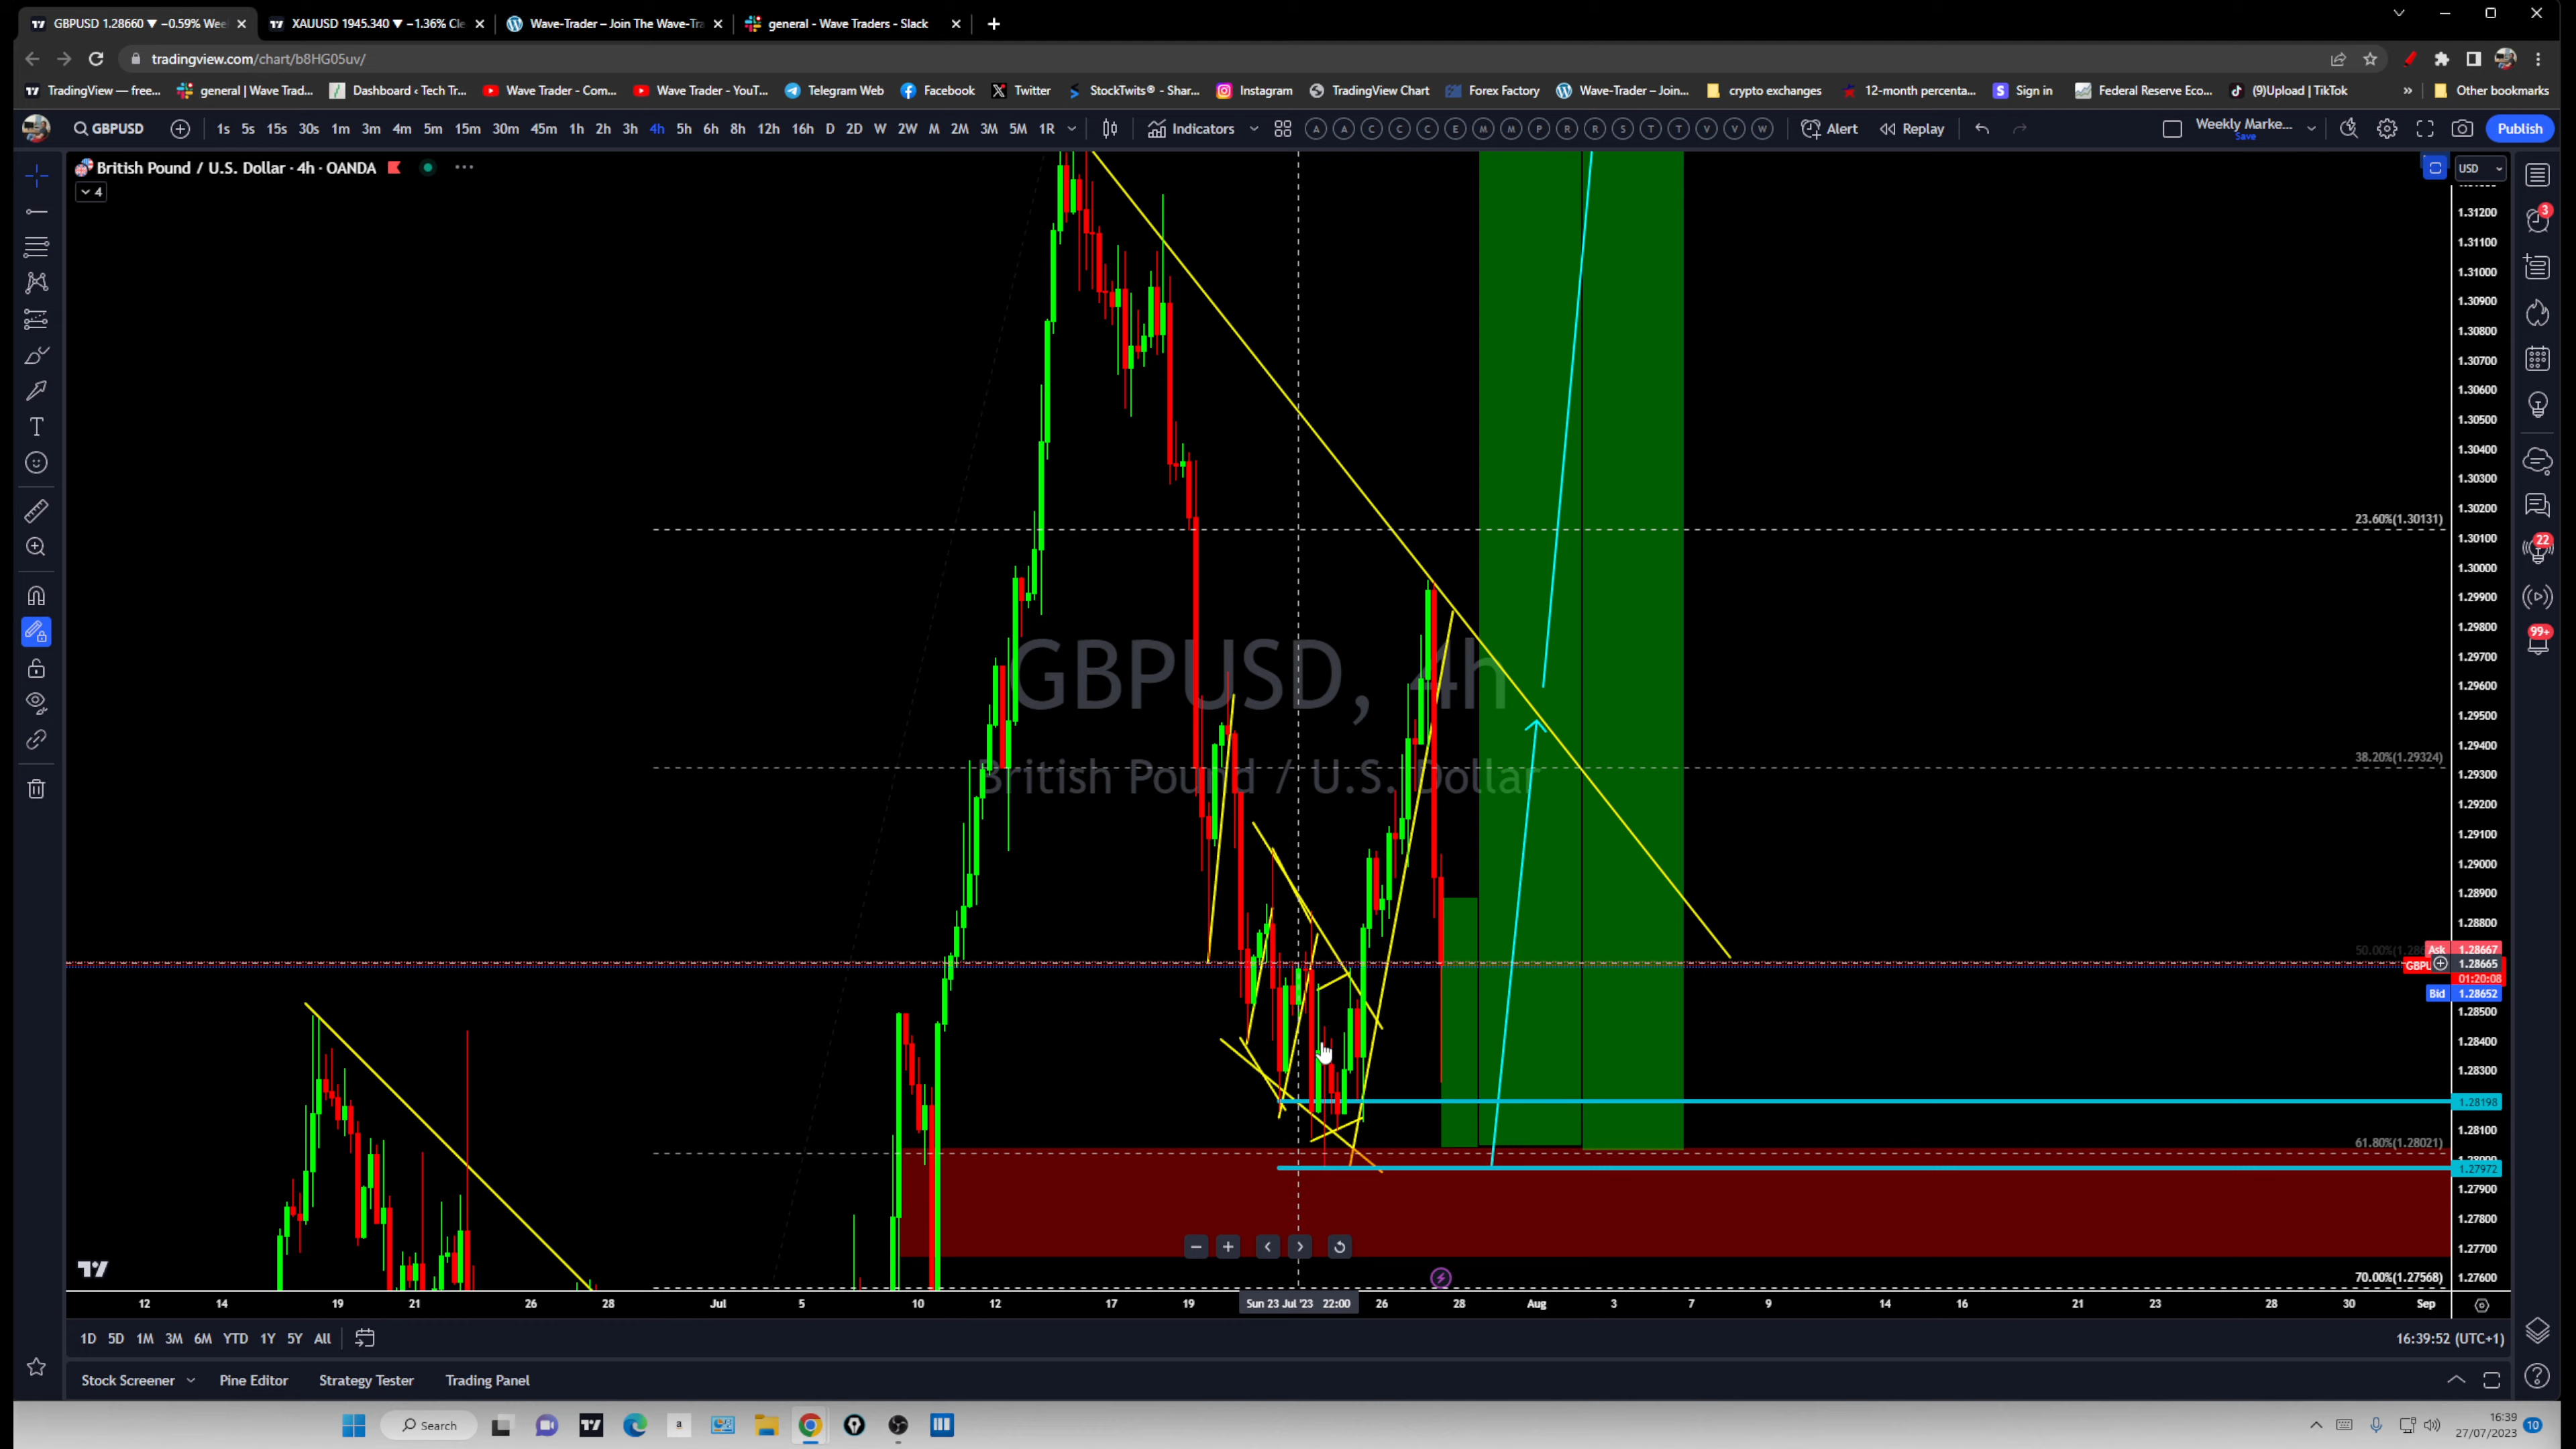 GBPUSD 1.28660 ▼ −0.59% Wee
XAUUSD 1945.340 ▼ −1.36% Cle
Wave-Trader – Join The Wave-Tra
general - Wave Traders - Slack
tradingview.com/chart/b8HG05uv/
TradingView — free...
general | Wave Trad...
Dashboard ‹ Tech Tr...
Wave Trader - Com...
Wave Trader - YouT...
Telegram Web
Facebook
Twitter
StockTwits® - Shar...
Instagram
TradingView Chart
Forex Factory
Wave-Trader – Join...
crypto exchanges
12-month percenta...
Sign in
Federal Reserve Eco...
(9)Upload | TikTok
»
Other bookmarks
GBPUSD
1s 5s 15s 30s 1m 3m 4m 5m 15m 30m 45m 1h 2h 3h 4h 5h 6h 8h 12h 16h D 2D W 2W M 2M 3M 5M 1R
Indicators
A A C C C E M M P R R S T T V V W
Alert
Replay
Weekly Marke...
Save
Publish
British Pound / U.S. Dollar · 4h · OANDA
4
USD
3
22
99+
1.31200
1.31100
1.31000
1.30900
1.30800
1.30700
1.30600
1.30500
1.30400
1.30300
1.30200
23.60%(1.30131)
1.30100
1.30000
1.29900
1.29800
1.29700
1.29600
1.29500
1.29400
38.20%(1.29324)
1.29300
1.29200
1.29100
1.29000
1.28900
1.28800
50.00%(1.28
Ask 1.28667
GBPU 1.28665
01:20:08
Bid 1.28652
1.28500
1.28400
1.28300
1.28198
1.28100
61.80%(1.28021)
1.27972
1.27900
1.27800
1.27700
70.00%(1.27568)
1.27600
GBPUSD, 4h
British Pound / U.S. Dollar
12 14 19 21 26 28 Jul 5 10 12 17 19 Sun 23 Jul '23 22:00 26 28 Aug 3 7 9 14 16 21 23 28 30 Sep
1D 5D 1M 3M 6M YTD 1Y 5Y All
16:39:52 (UTC+1)
Stock Screener
Pine Editor
Strategy Tester
Trading Panel
Search
a
16:39
27/07/2023
10